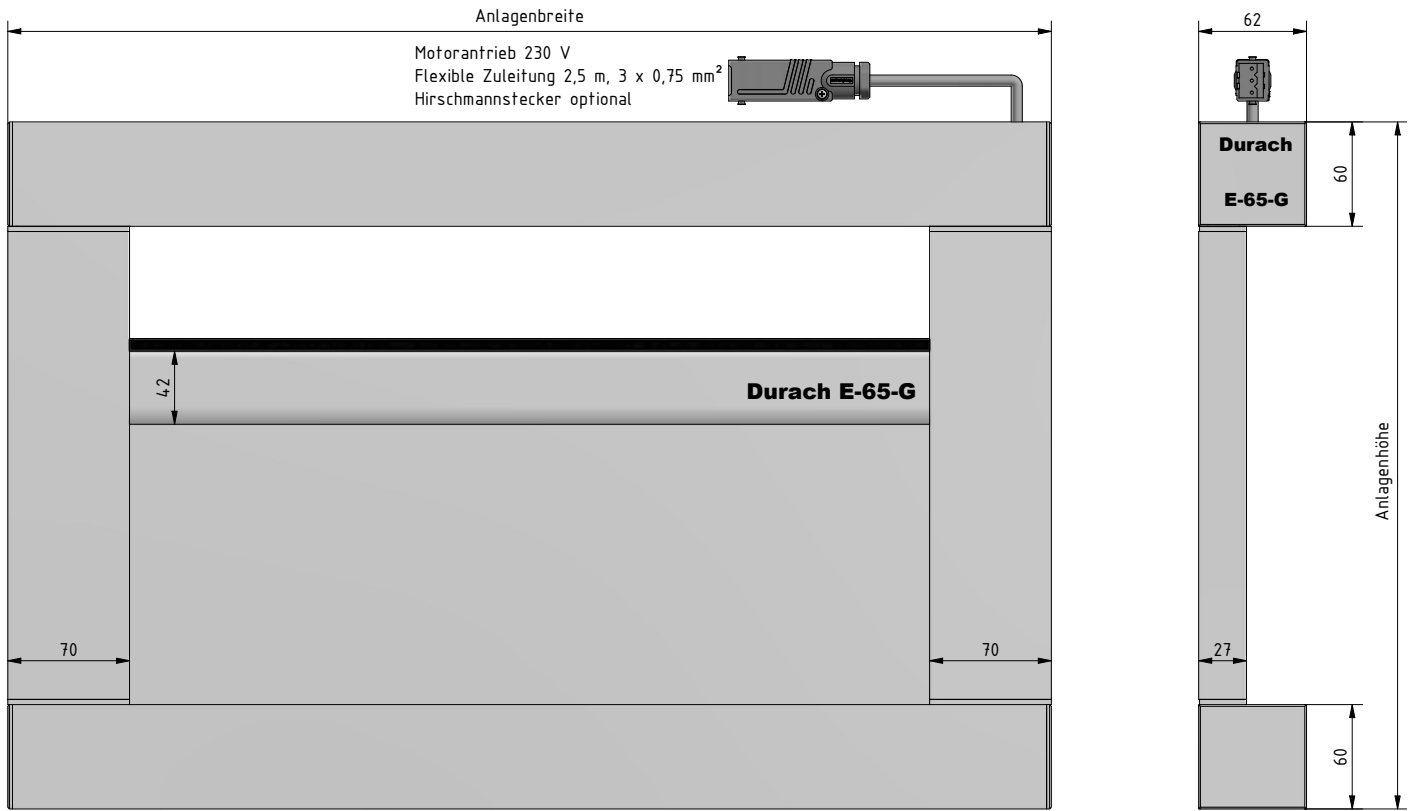 Anlagenbreite
62
Motorantrieb 230 V
Flexible Zuleitung 2,5 m, 3 x 0,75 mm²
Hirschmannstecker optional
Durach
E-65-G
60
42
Durach E-65-G
Anlagenhöhe
70
70
27
60